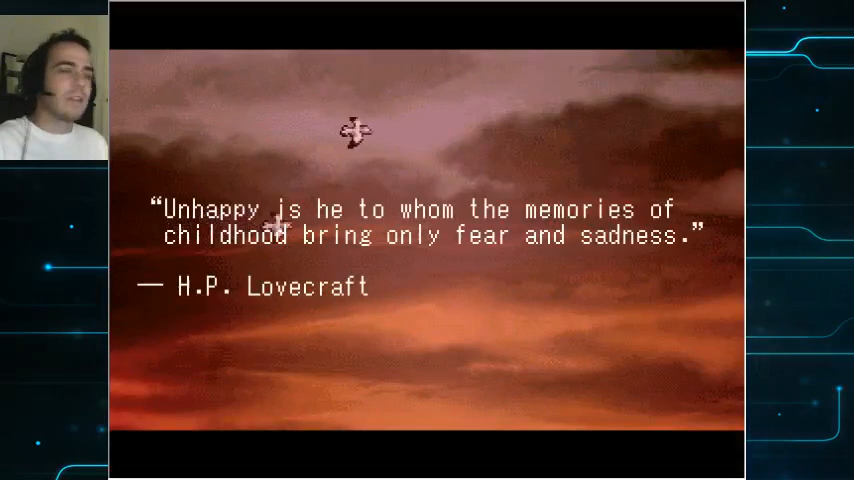 “Unhappy is he to whom the memories of
childhood bring only fear and sadness.”
— H.P. Lovecraft